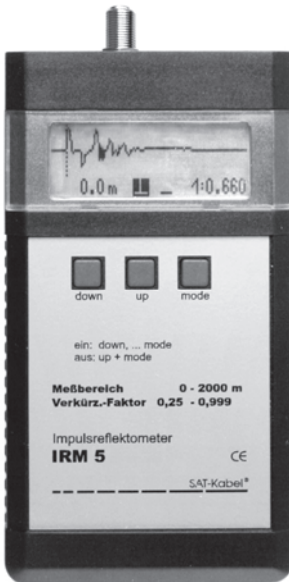 0.0 m 1:0.660
down up mode
ein: down, ... mode
aus: up + mode
Meßbereich 0 - 2000 m
Verkürz.-Faktor 0,25 - 0,999
Impulsreflektometer
IRM 5 CE
SAT-Kabel®